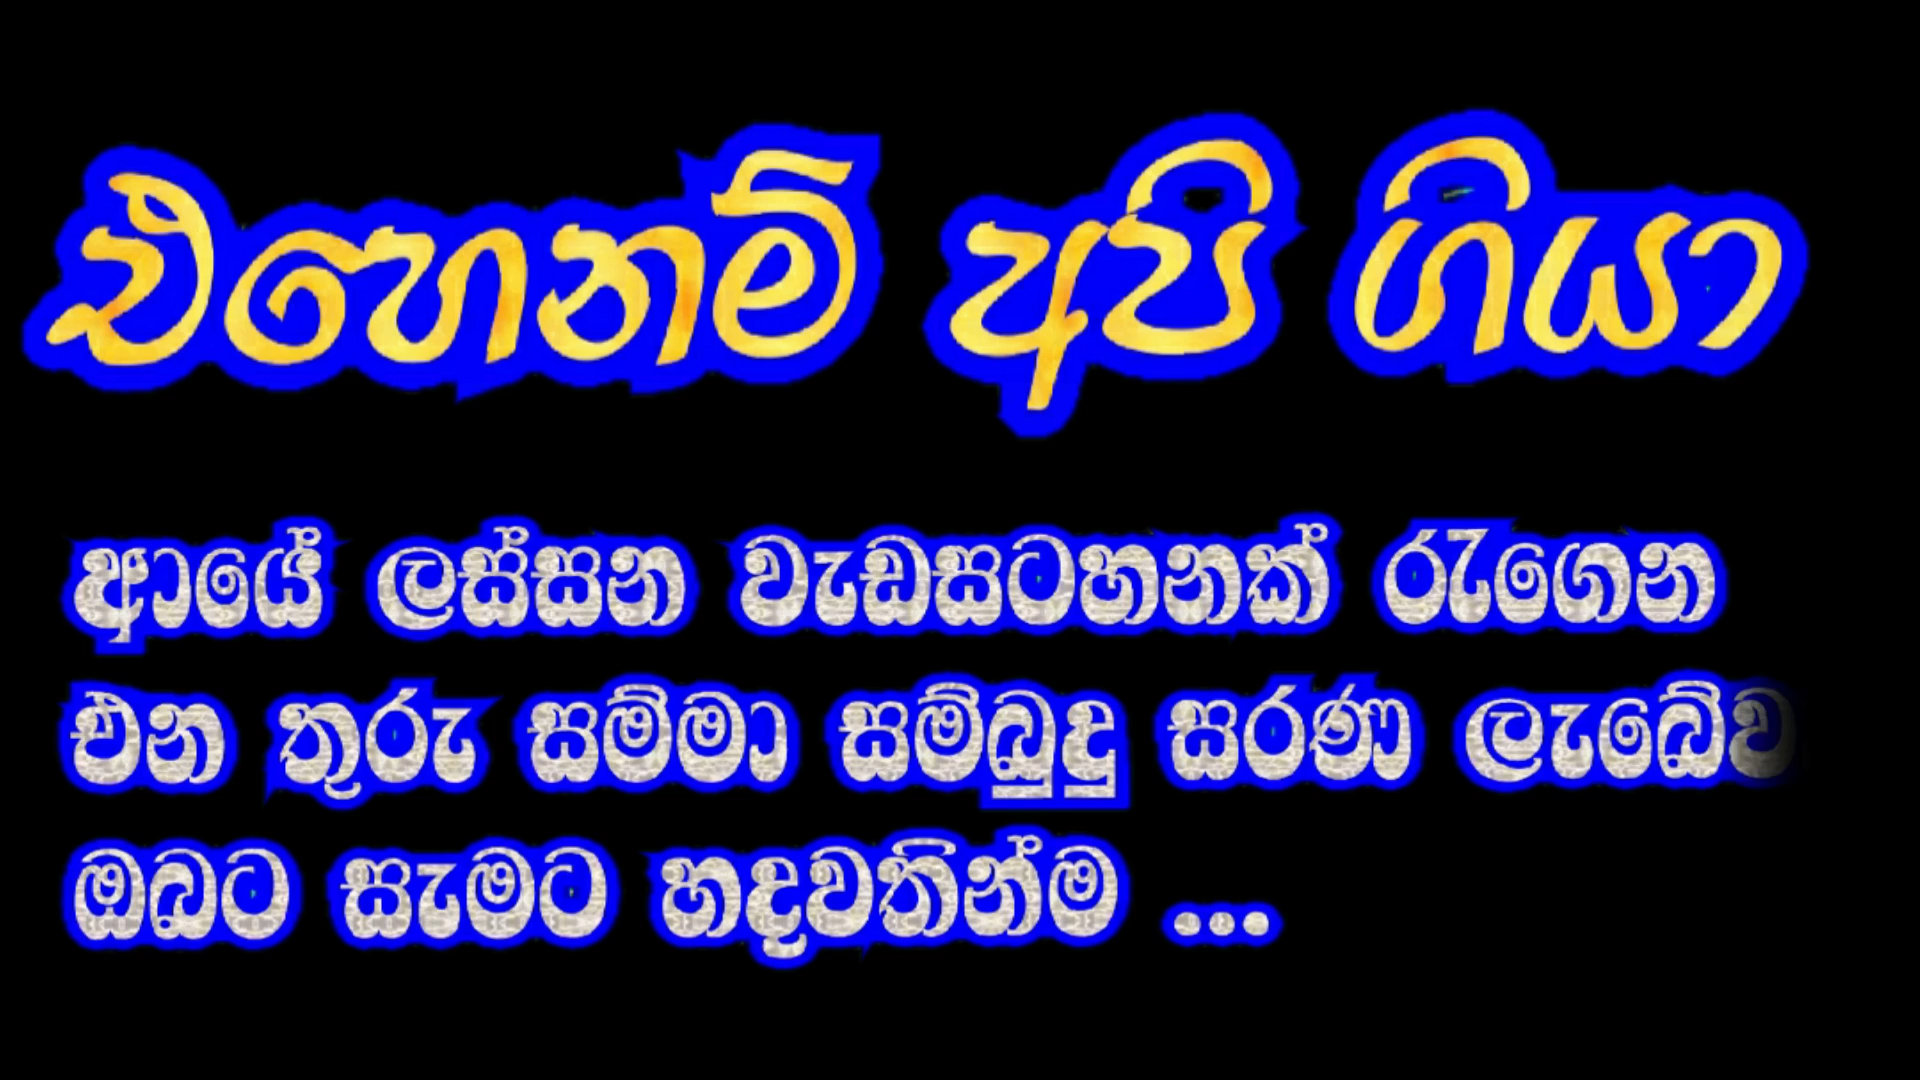 එහෙනම් අපි ගියා
ආයේ ලස්සන වැඩසටහනක් රැගෙන
එන තුරු සම්මා සම්බුදු සරණ ලැබේව
ඔබට සැමට හදවතින්ම ...